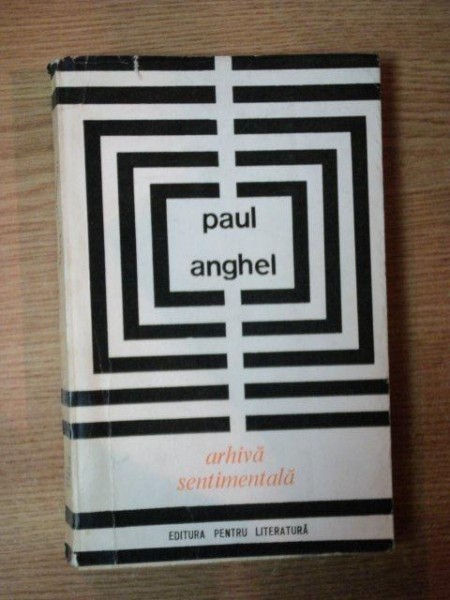 paul
anghel
arhivă
sentimentală
EDITURA PENTRU LITERATURĂ